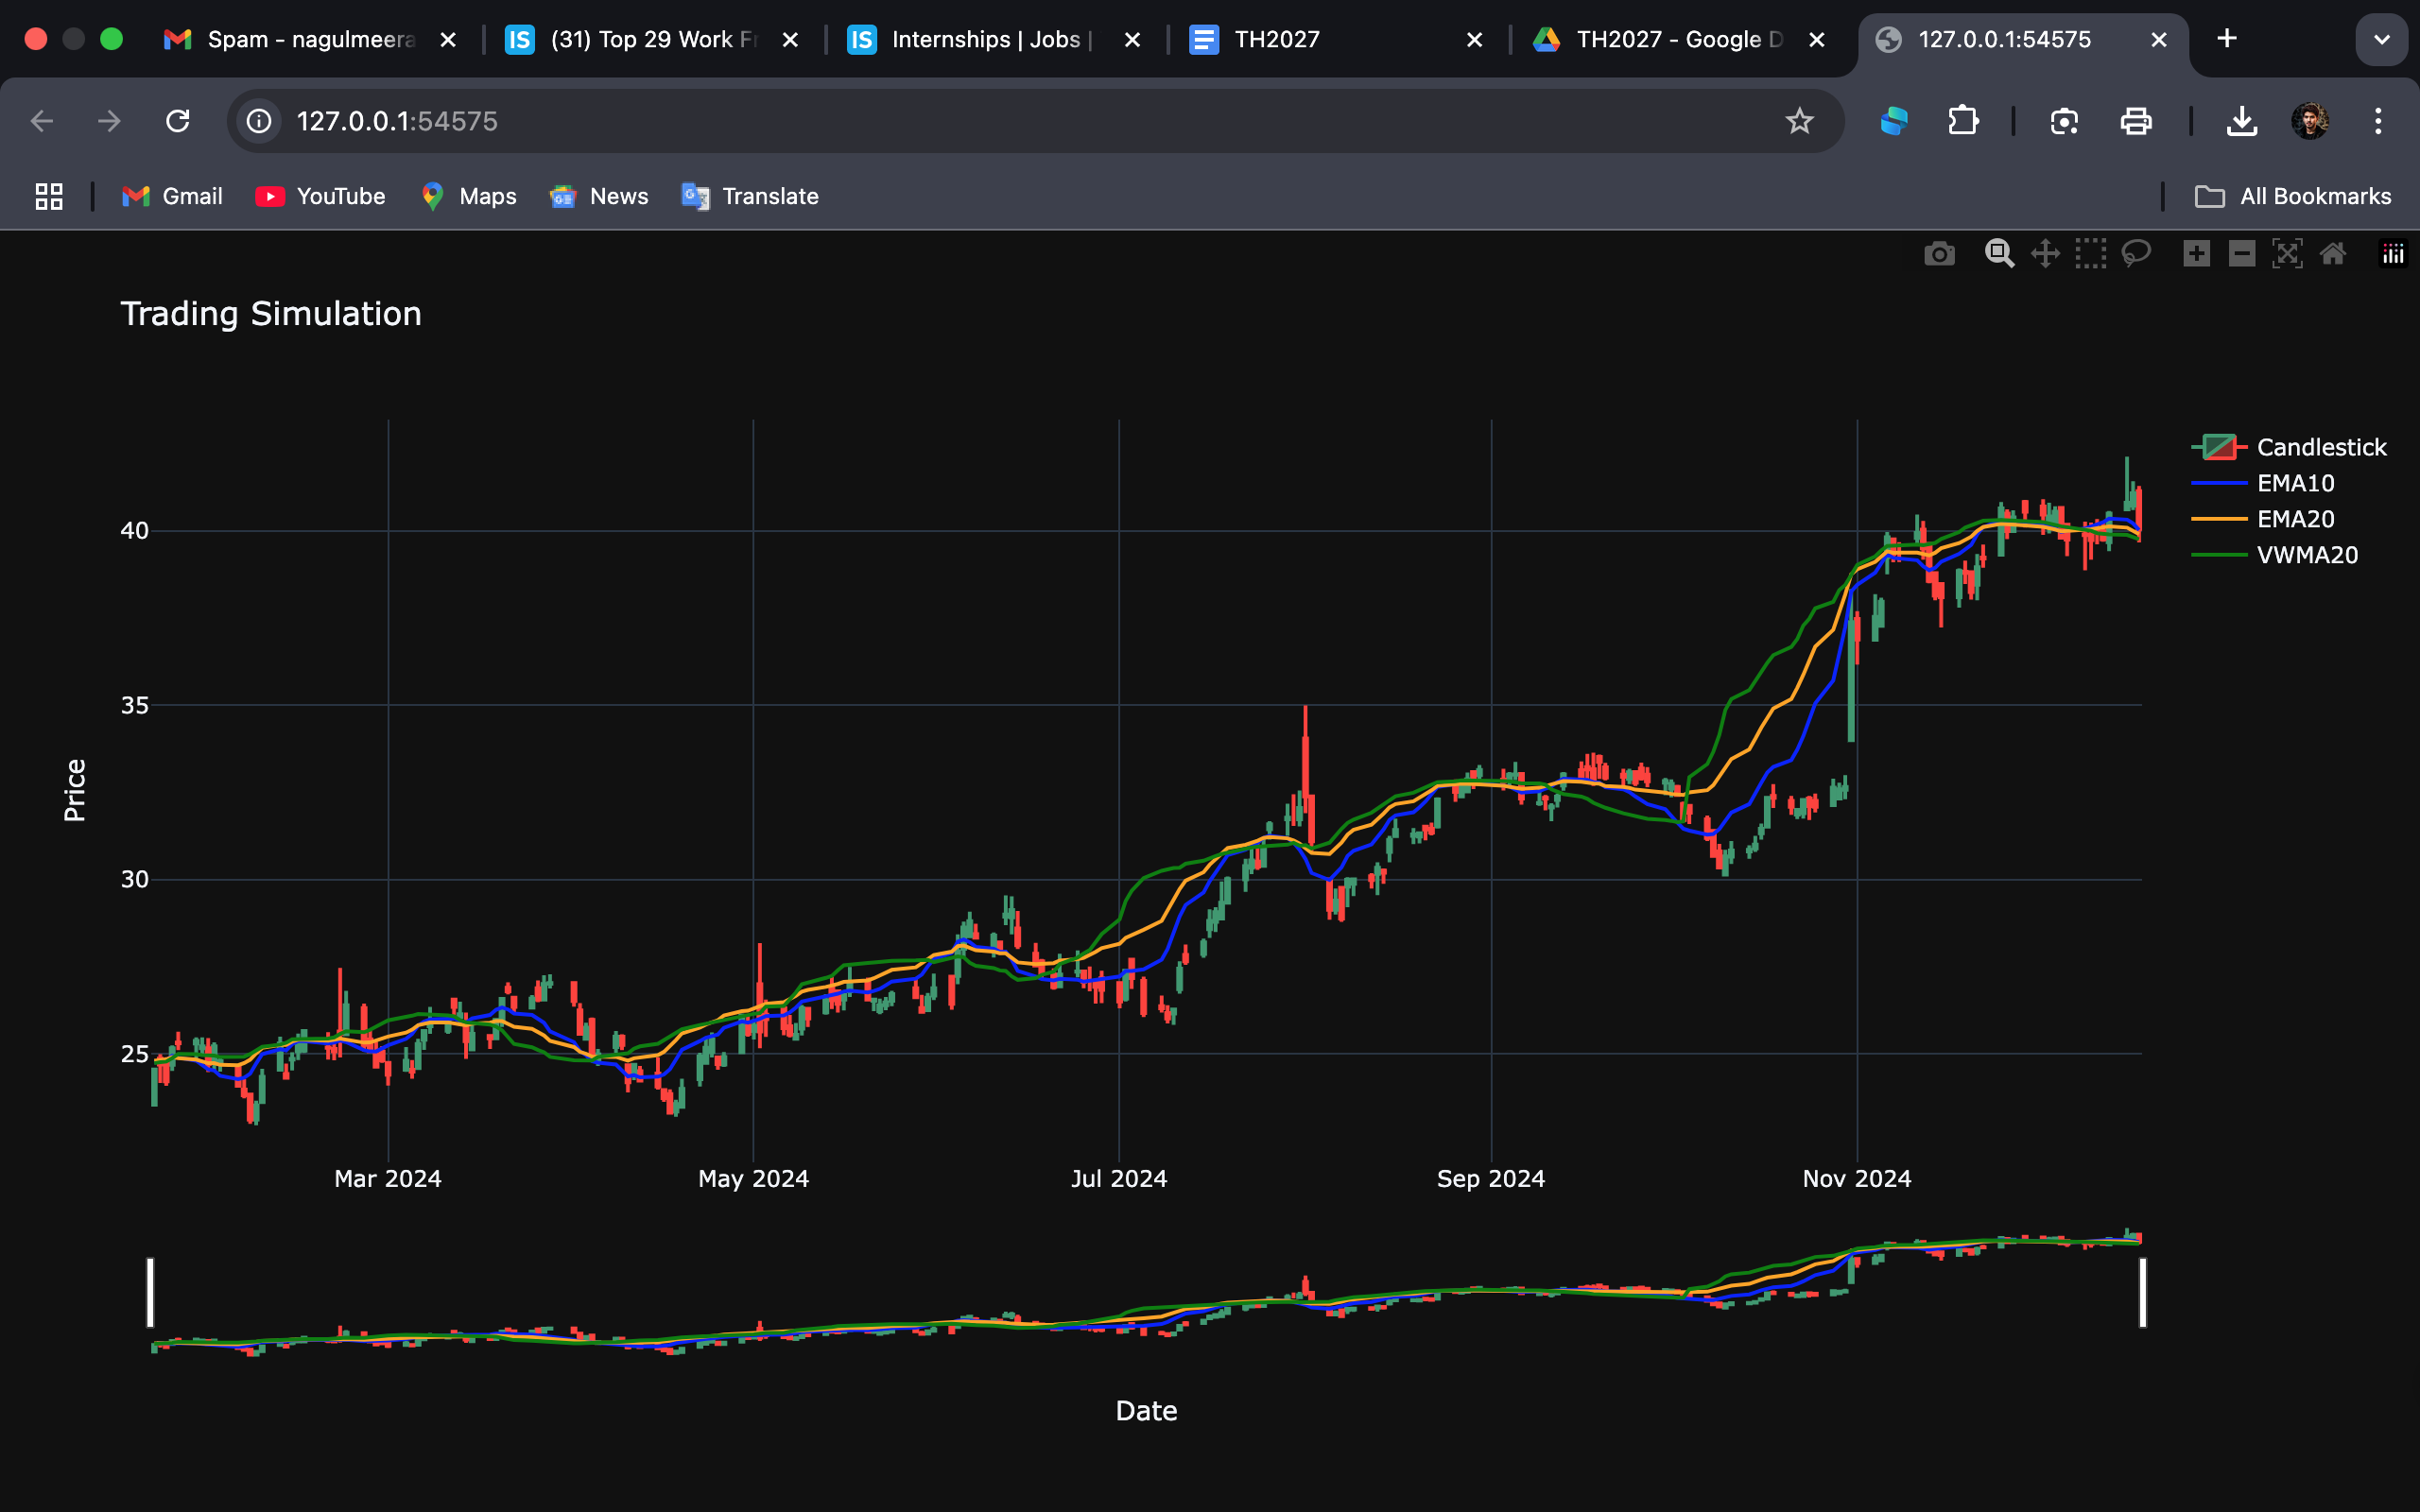 Spam - nagulmeera
IS (31) Top 29 Work Fr
IS Internships | Jobs |
TH2027
TH2027 - Google D
127.0.0.1:54575
127.0.0.1:54575
Gmail
YouTube
Maps
News
Translate
All Bookmarks
Trading Simulation
Candlestick
EMA10
EMA20
VWMA20
40
35
30
25
Price
Mar 2024
May 2024
Jul 2024
Sep 2024
Nov 2024
Date